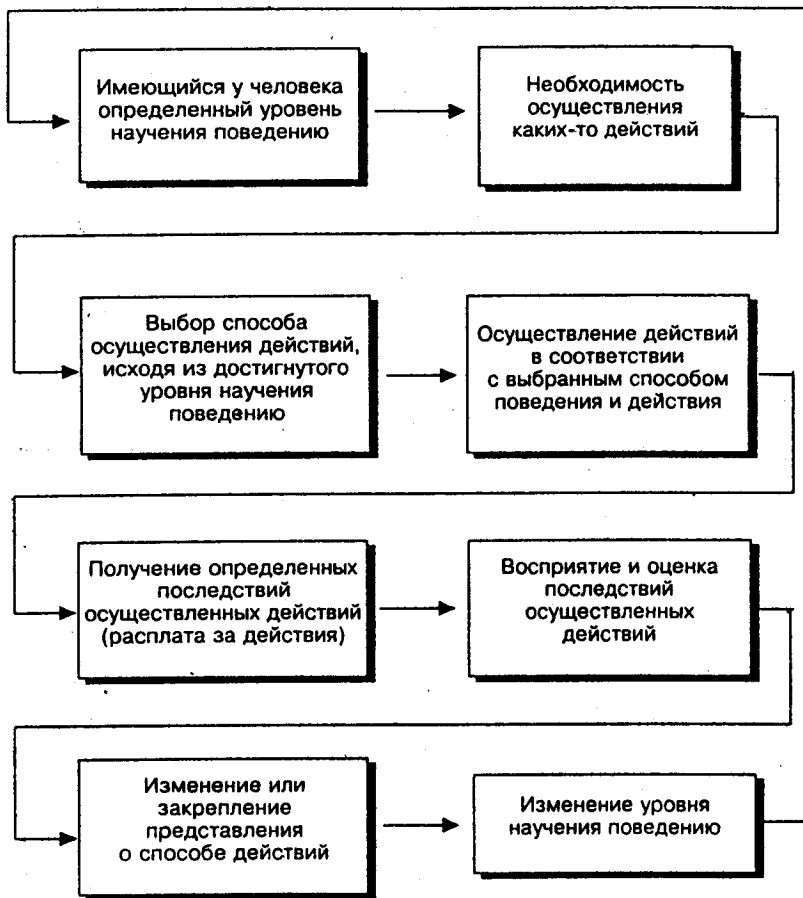 Имеющийся у человека
определенный уровень
научения поведению
Необходимость
осуществления
каких-то действий
Выбор способа
осуществления действий,
исходя из достигнутого
уровня научения
поведению
Осуществление действий
в соответствии
с выбранным способом
поведения и действия
Получение определенных
последствий
осуществленных действий
(расплата за действия)
Восприятие и оценка
последствий
осуществленных
действий
Изменение или
закрепление
представления
о способе действий
Изменение уровня
научения поведению